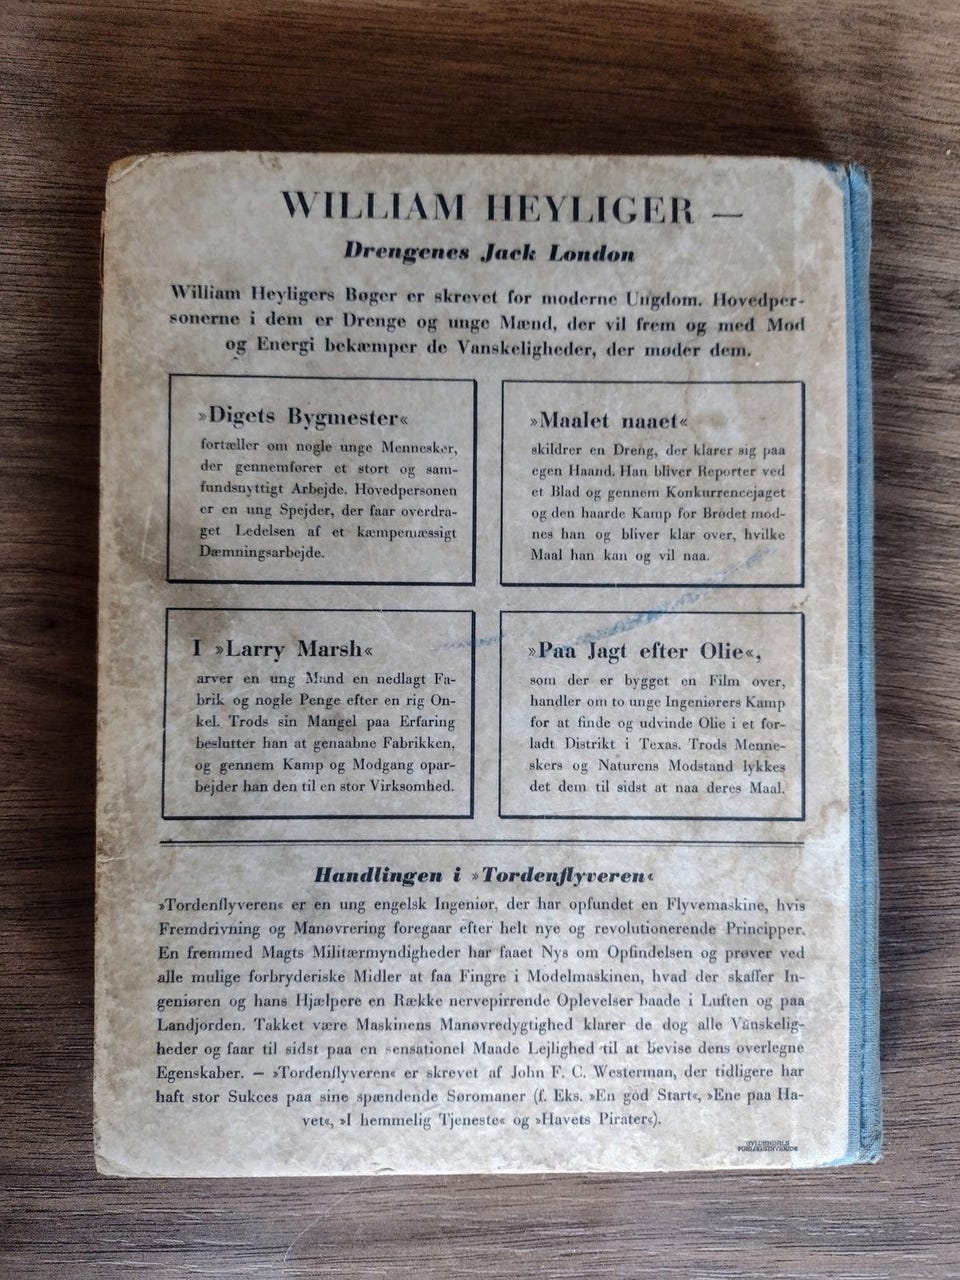 WILLIAM HEYLIGER —
Drengenes Jack London
William Heyligers Bøger er skrevet for moderne Ungdom. Hovedper-
sonerne i dem er Drenge og unge Mænd, der vil frem og med Mod
og Energi bekæmper de Vanskeligheder, der møder dem.
»Digets Bygmester«
fortæller om nogle unge Mennesker,
der gennemfører et stort og sam-
fundsnyttigt Arbejde. Hovedpersonen
er en ung Spejder, der faar overdra-
get Ledelsen af et kæmpemæssigt
Dæmningsarbejde.
»Maalet naaet«
skildrer en Dreng, der klarer sig paa
egen Haand. Han bliver Reporter ved
et Blad og gennem Konkurrencejaget
og den haarde Kamp for Brødet mod-
nes han og bliver klar over, hvilke
Maal han kan og vil naa.
I »Larry Marsh«
arver en ung Mand en nedlagt Fa-
brik og nogle Penge efter en rig On-
kel. Trods sin Mangel paa Erfaring
beslutter han at genaabne Fabrikken,
og gennem Kamp og Modgang opar-
bejder han den til en stor Virksomhed.
»Paa Jagt efter Olie«,
som der er bygget en Film over,
handler om to unge Ingeniørers Kamp
for at finde og udvinde Olie i et for-
ladt Distrikt i Texas. Trods Menne-
skers og Naturens Modstand lykkes
det dem til sidst at naa deres Maal.
Handlingen i »Tordenflyveren«
»Tordenflyveren« er en ung engelsk Ingeniør, der har opfundet en Flyvemaskine, hvis
Fremdrivning og Manøvrering foregaar efter helt nye og revolutionerende Principper.
En fremmed Magts Militærmyndigheder har faaet Nys om Opfindelsen og prøver ved
alle mulige forbryderiske Midler at faa Fingre i Modelmaskinen, hvad der skaffer In-
geniøren og hans Hjælpere en Række nervepirrende Oplevelser baade i Luften og paa
Landjorden. Takket være Maskinens Manøvredygtighed klarer de dog alle Vanskelig-
heder og faar til sidst paa en sensationel Maade Lejlighed til at bevise dens overlegne
Egenskaber. — »Tordenflyveren« er skrevet af John F. C. Westerman, der tidligere har
haft stor Sukces paa sine spændende Søromaner (f. Eks. »En god Start«, »Ene paa Ha-
vet«, »I hemmelig Tjeneste« og »Havets Pirater«).
GYLDENDALS